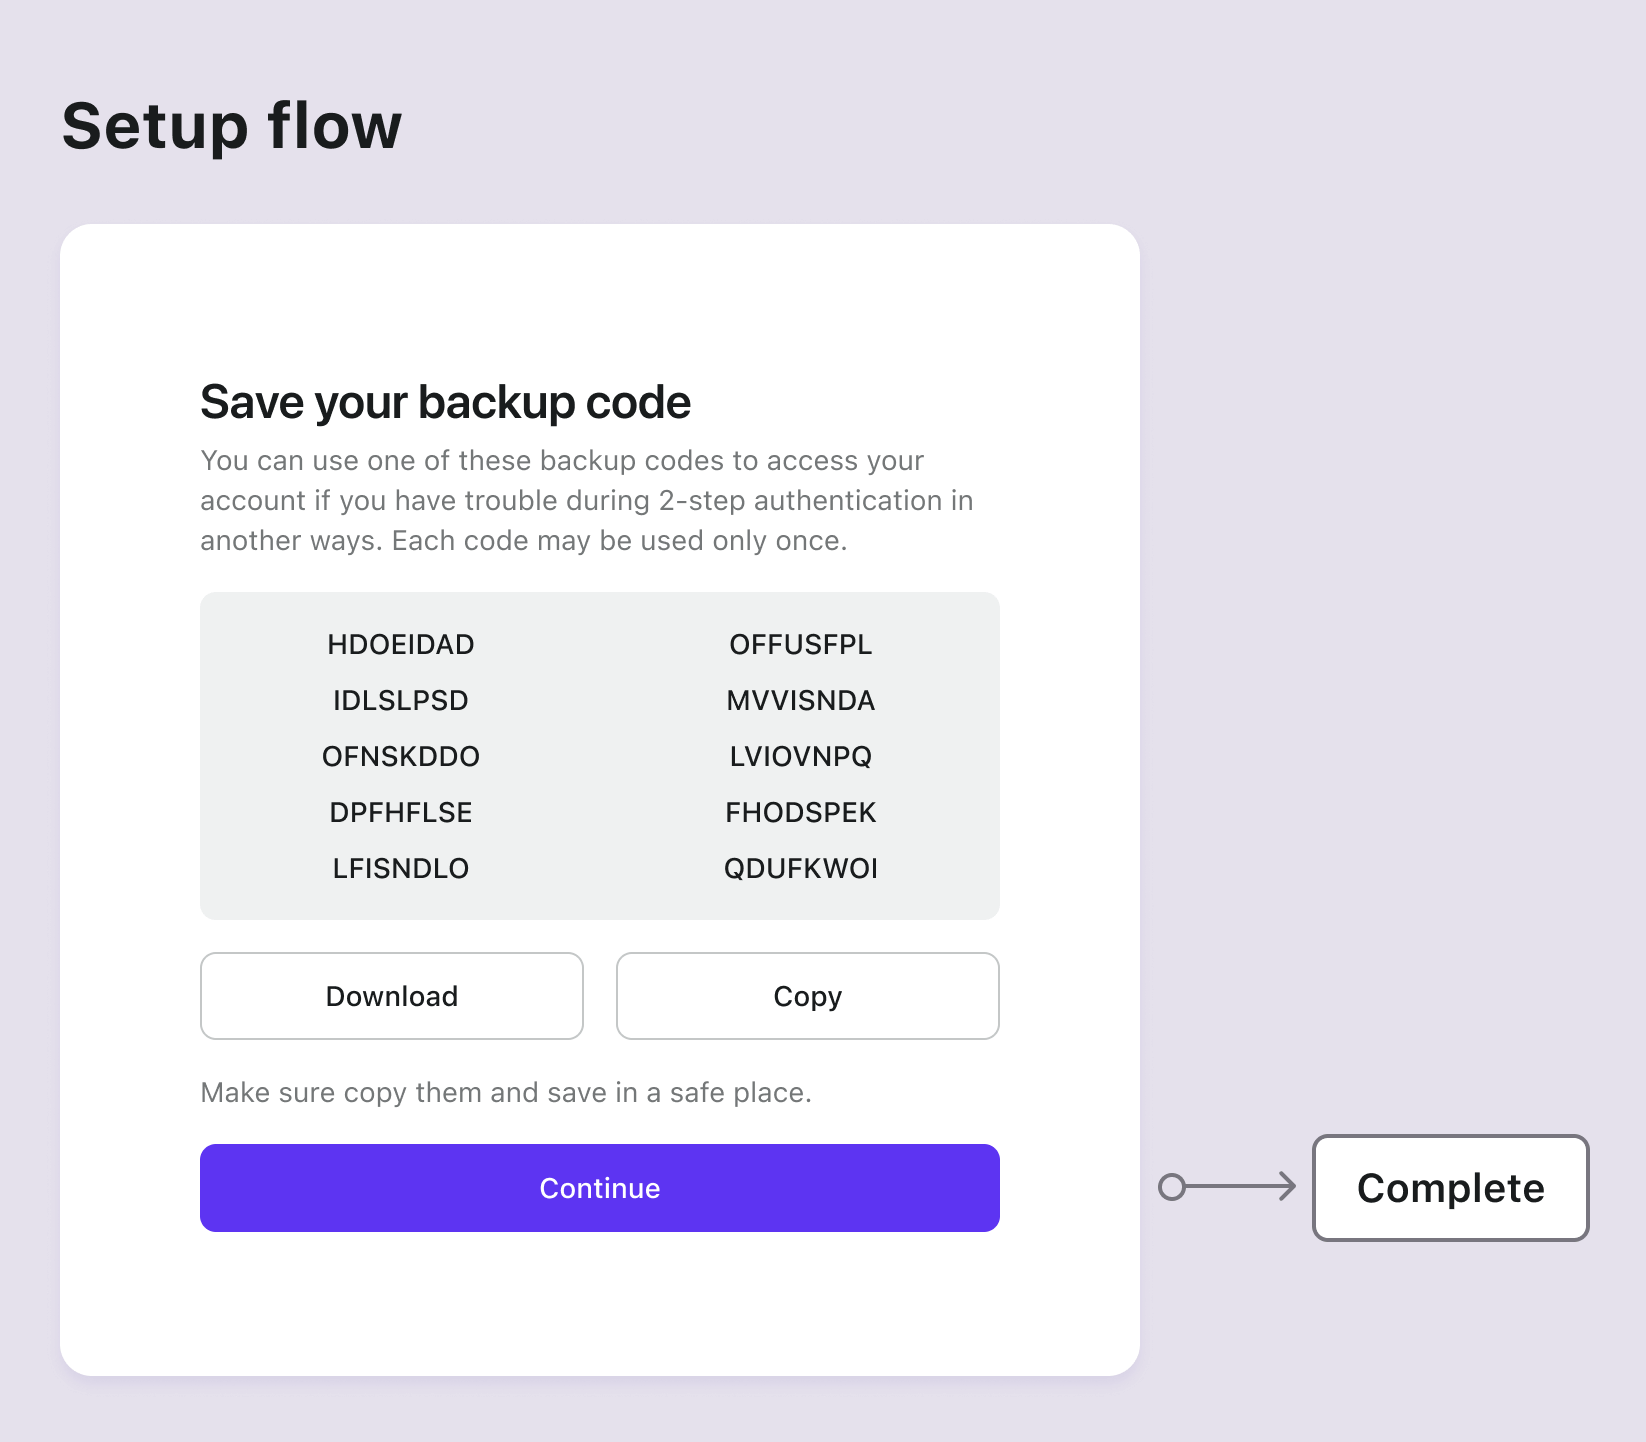 Setup flow
Save your backup code
You can use one of these backup codes to access your
account if you have trouble during 2-step authentication in
another ways. Each code may be used only once.
HDOEIDAD OFFUSFPL
IDLSLPSD MVVISNDA
OFNSKDDO LVIOVNPQ
DPFHFLSE FHODSPEK
LFISNDLO QDUFKWOI
Download Copy
Make sure copy them and save in a safe place.
Continue
Complete